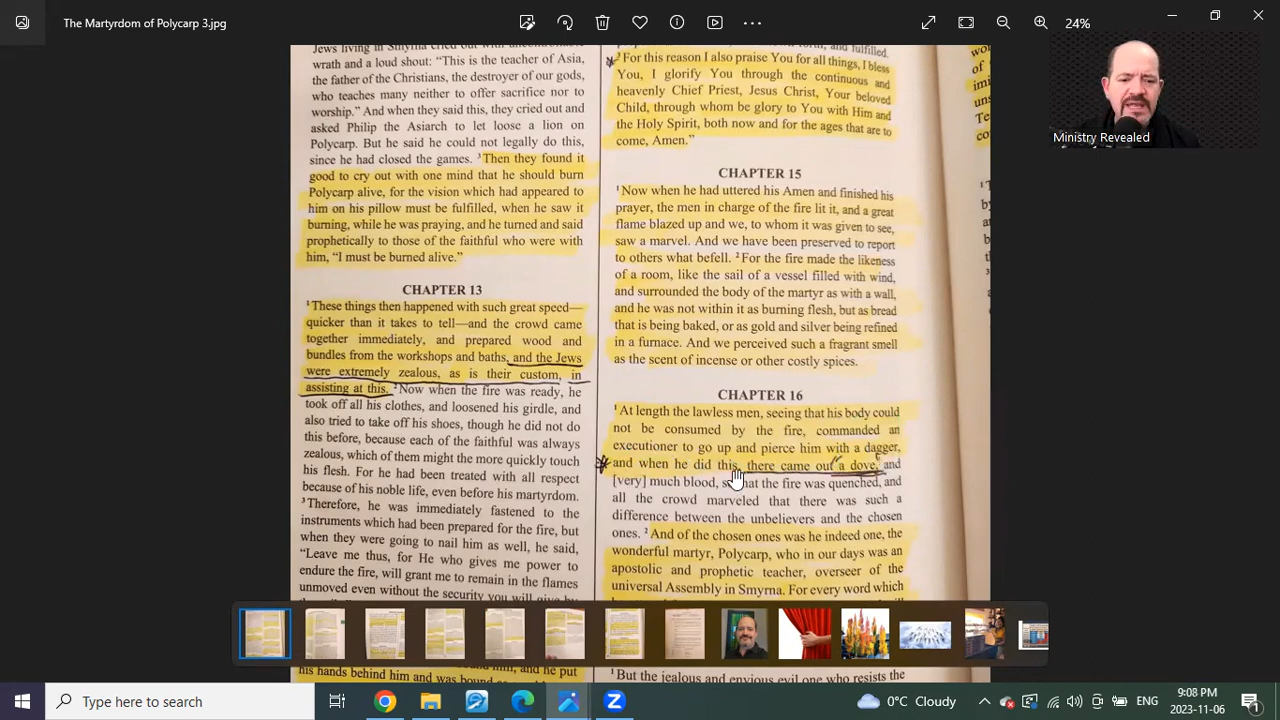 The Martyrdom of Polycarp 3.jpg
24%
Ministry Revealed
Jews living in Smyrna cried out with uncontrollable
wrath and a loud shout: “This is the teacher of Asia,
the father of the Christians, the destroyer of our gods,
who teaches many neither to offer sacrifice nor to
worship.” And when they said this, they cried out and
asked Philip the Asiarch to let loose a lion on
Polycarp. But he said he could not legally do this,
since he had closed the games. ³Then they found it
good to cry out with one mind that he should burn
Polycarp alive, for the vision which had appeared to
him on his pillow must be fulfilled, when he saw it
burning, while he was praying, and he turned and said
prophetically to those of the faithful who were with
him, “I must be burned alive.”
CHAPTER 13
¹These things then happened with such great speed—
quicker than it takes to tell—and the crowd came
together immediately, and prepared wood and
bundles from the workshops and baths, and the Jews
were extremely zealous, as is their custom, in
assisting at this. ²Now when the fire was ready, he
took off all his clothes, and loosened his girdle, and
also tried to take off his shoes, though he did not do
this before, because each of the faithful was always
zealous, which of them might the more quickly touch
his flesh. For he had been treated with all respect
because of his noble life, even before his martyrdom.
³Therefore, he was immediately fastened to the
instruments which had been prepared for the fire, but
when they were going to nail him as well, he said,
“Leave me thus, for He who gives me power to
endure the fire, will grant me to remain in the flames
unmoved even without the security you will give by
him, and he put
his hands behind him and was bound
and fulfilled.
²For this reason I also praise You for all things, I bless
You, I glorify You through the continuous and
heavenly Chief Priest, Jesus Christ, Your beloved
Child, through whom be glory to You with Him and
the Holy Spirit, both now and for the ages that are to
come, Amen.”
CHAPTER 15
¹Now when he had uttered his Amen and finished his
prayer, the men in charge of the fire lit it, and a great
flame blazed up and we, to whom it was given to see,
saw a marvel. And we have been preserved to report
to others what befell. ²For the fire made the likeness
of a room, like the sail of a vessel filled with wind,
and surrounded the body of the martyr as with a wall,
and he was not within it as burning flesh, but as bread
that is being baked, or as gold and silver being refined
in a furnace. And we perceived such a fragrant smell
as the scent of incense or other costly spices.
CHAPTER 16
¹At length the lawless men, seeing that his body could
not be consumed by the fire, commanded an
executioner to go up and pierce him with a dagger,
and when he did this, there came out a dove, and
[very] much blood, so that the fire was quenched, and
all the crowd marveled that there was such a
difference between the unbelievers and the chosen
ones. ²And of the chosen ones was he indeed one, the
wonderful martyr, Polycarp, who in our days was an
apostolic and prophetic teacher, overseer of the
universal Assembly in Smyrna. For every word which
¹But the jealous and envious evil one who resists the
Type here to search
0°C Cloudy
ENG
9:08 PM
2023-11-06